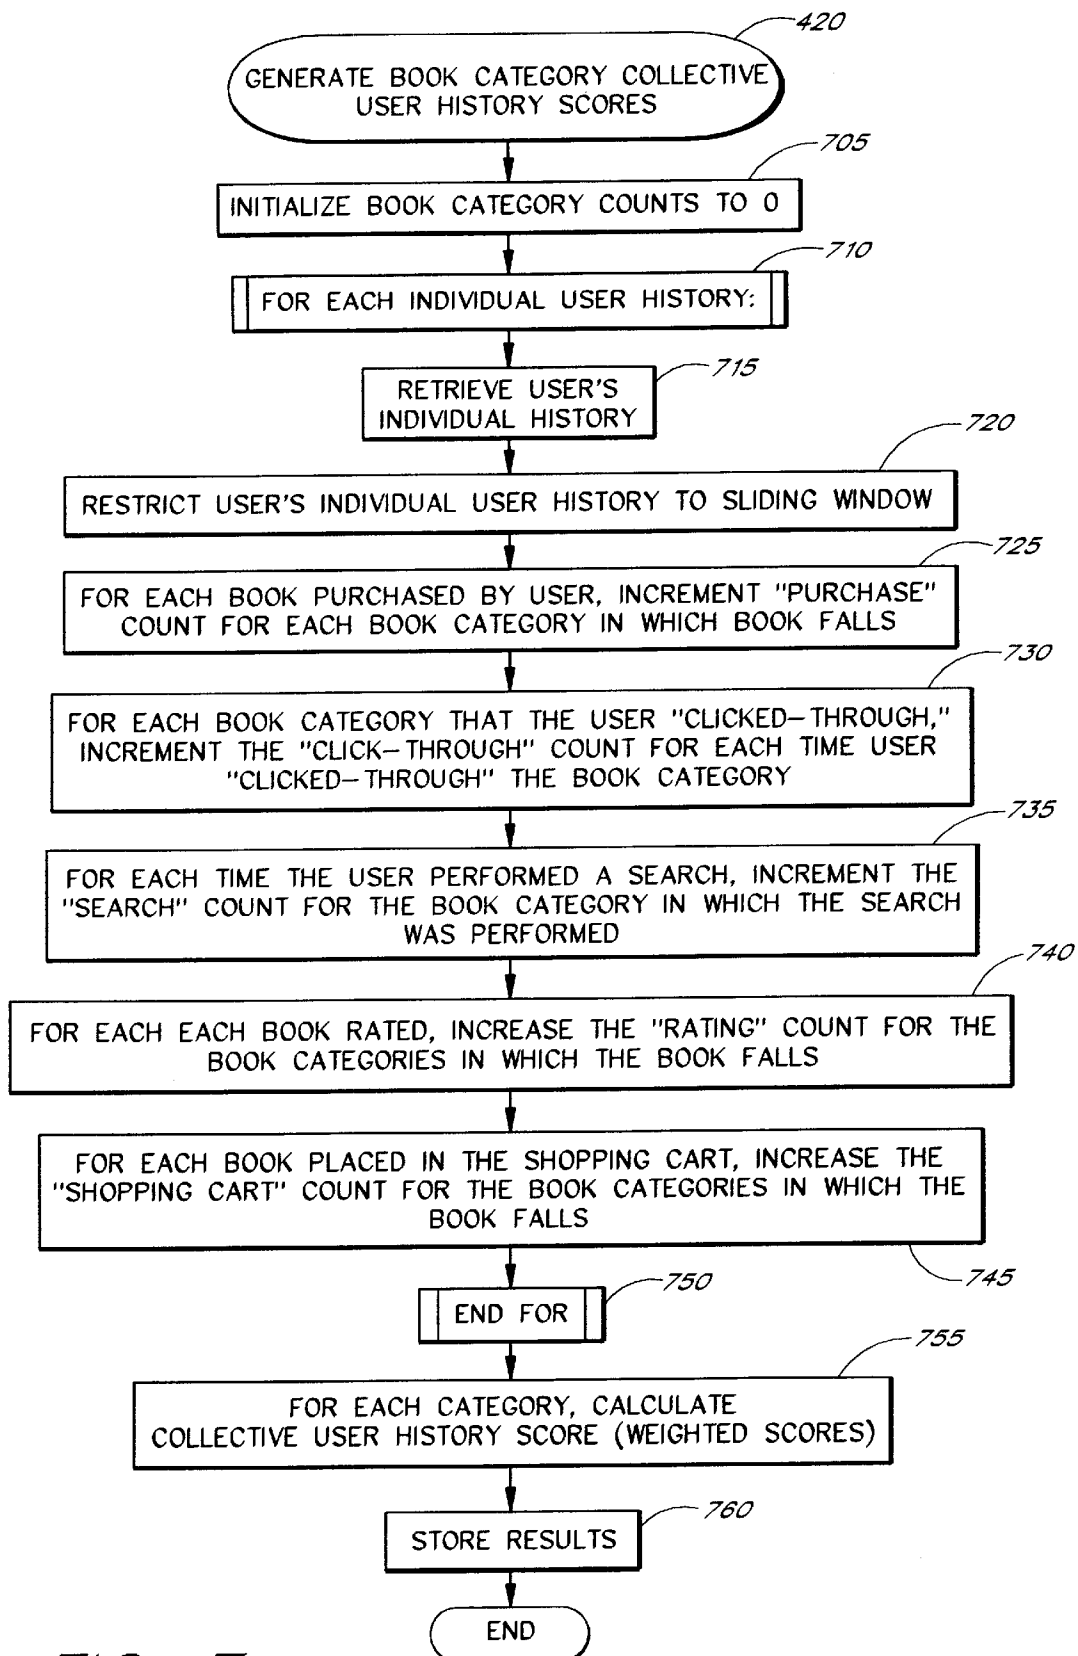 420
GENERATE BOOK CATEGORY COLLECTIVE
USER HISTORY SCORES
705
INITIALIZE BOOK CATEGORY COUNTS TO 0
710
FOR EACH INDIVIDUAL USER HISTORY:
715
RETRIEVE USER'S
INDIVIDUAL HISTORY
720
RESTRICT USER'S INDIVIDUAL USER HISTORY TO SLIDING WINDOW
725
FOR EACH BOOK PURCHASED BY USER, INCREMENT "PURCHASE"
COUNT FOR EACH BOOK CATEGORY IN WHICH BOOK FALLS
730
FOR EACH BOOK CATEGORY THAT THE USER "CLICKED-THROUGH,"
INCREMENT THE "CLICK-THROUGH" COUNT FOR EACH TIME USER
"CLICKED-THROUGH" THE BOOK CATEGORY
735
FOR EACH TIME THE USER PERFORMED A SEARCH, INCREMENT THE
"SEARCH" COUNT FOR THE BOOK CATEGORY IN WHICH THE SEARCH
WAS PERFORMED
740
FOR EACH EACH BOOK RATED, INCREASE THE "RATING" COUNT FOR THE
BOOK CATEGORIES IN WHICH THE BOOK FALLS
FOR EACH BOOK PLACED IN THE SHOPPING CART, INCREASE THE
"SHOPPING CART" COUNT FOR THE BOOK CATEGORIES IN WHICH THE
BOOK FALLS
745
750
END FOR
755
FOR EACH CATEGORY, CALCULATE
COLLECTIVE USER HISTORY SCORE (WEIGHTED SCORES)
760
STORE RESULTS
END